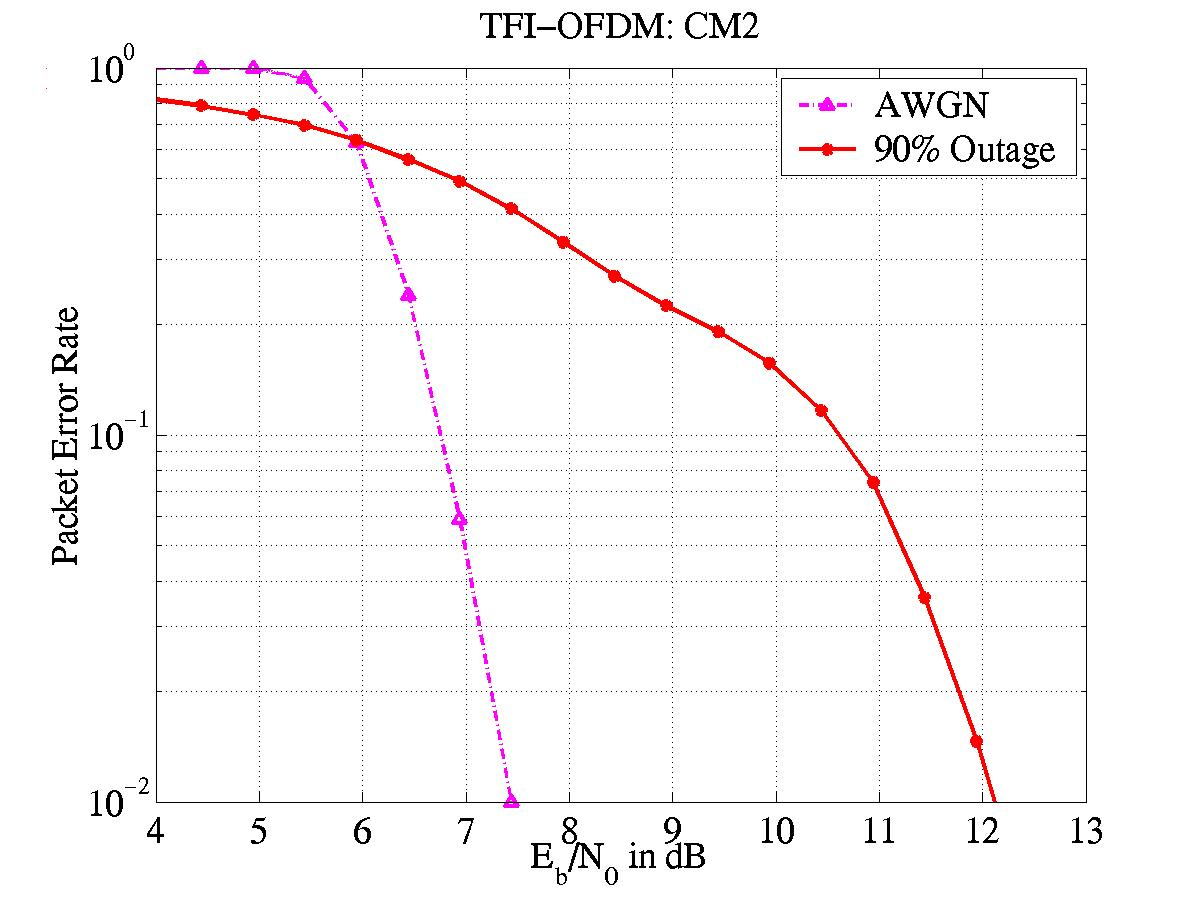 TFI−OFDM: CM2
10^0
AWGN
90% Outage
Packet Error Rate
10^−1
10^−2
4 5 6 7 8 9 10 11 12 13
E_b/N_0 in dB